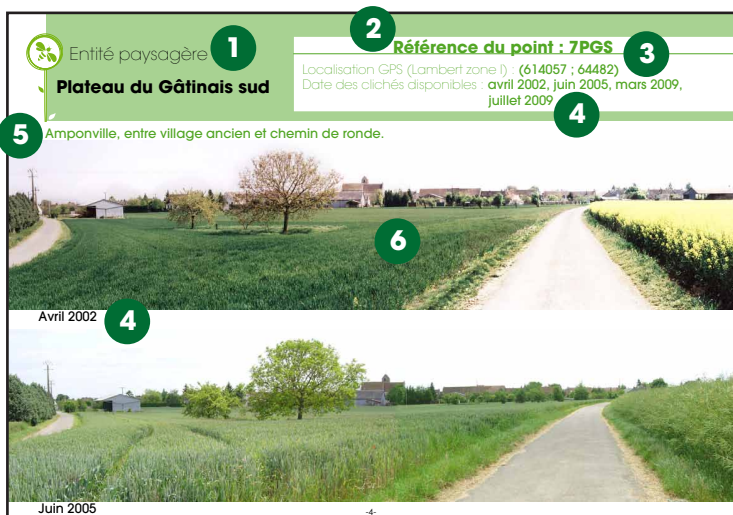 Entité paysagère 1
Plateau du Gâtinais sud
2 Référence du point : 7PGS 3
Localisation GPS (Lambert zone I) : (614057 ; 64482)
Date des clichés disponibles : avril 2002, juin 2005, mars 2009,
juillet 2009 4
5 Amponville, entre village ancien et chemin de ronde.
6
Avril 2002 4
Juin 2005
-4-